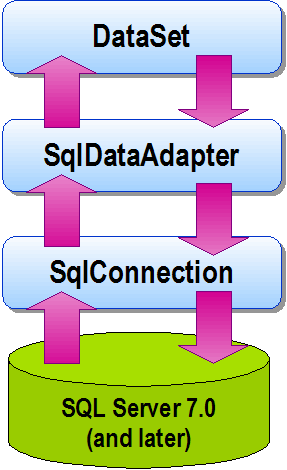 DataSet
SqlDataAdapter
SqlConnection
SQL Server 7.0
(and later)